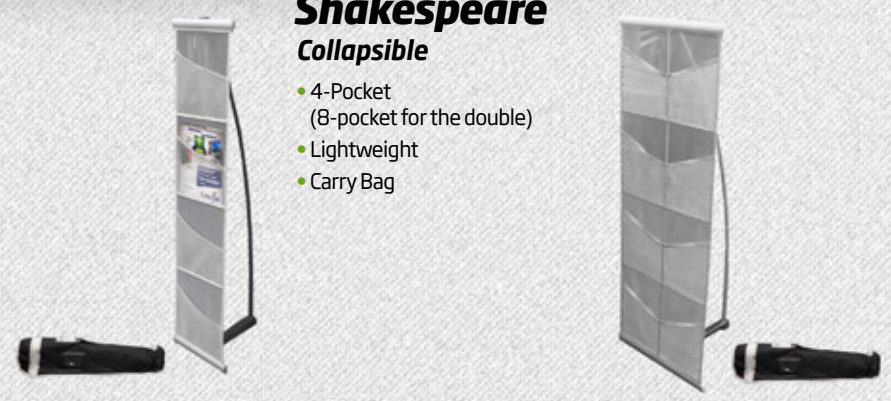 Shakespeare
Collapsible
• 4-Pocket
(8-pocket for the double)
• Lightweight
• Carry Bag